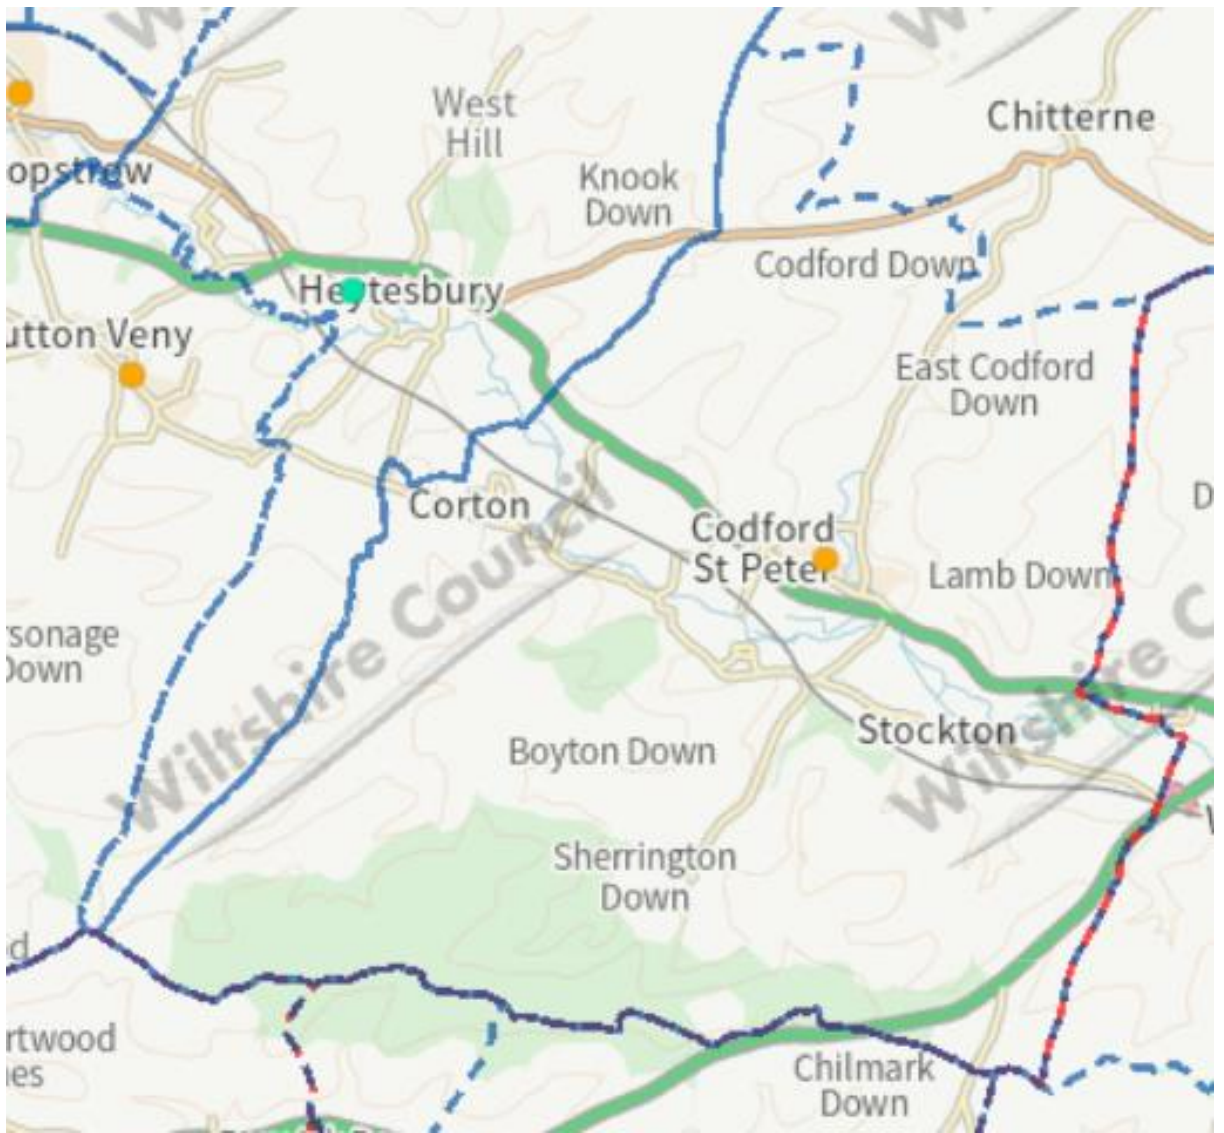 West
Hill
Chitterne
opstrow
Knook
Down
Codford Down
Heytesbury
utton Veny
East Codford
Down
D
Corton
Codford
St Peter
Lamb Down
Wiltshire Council
rsonage
Down
Stockton
Wiltshire C
Boyton Down
W
Sherrington
Down
d
rtwood
es
Chilmark
Down